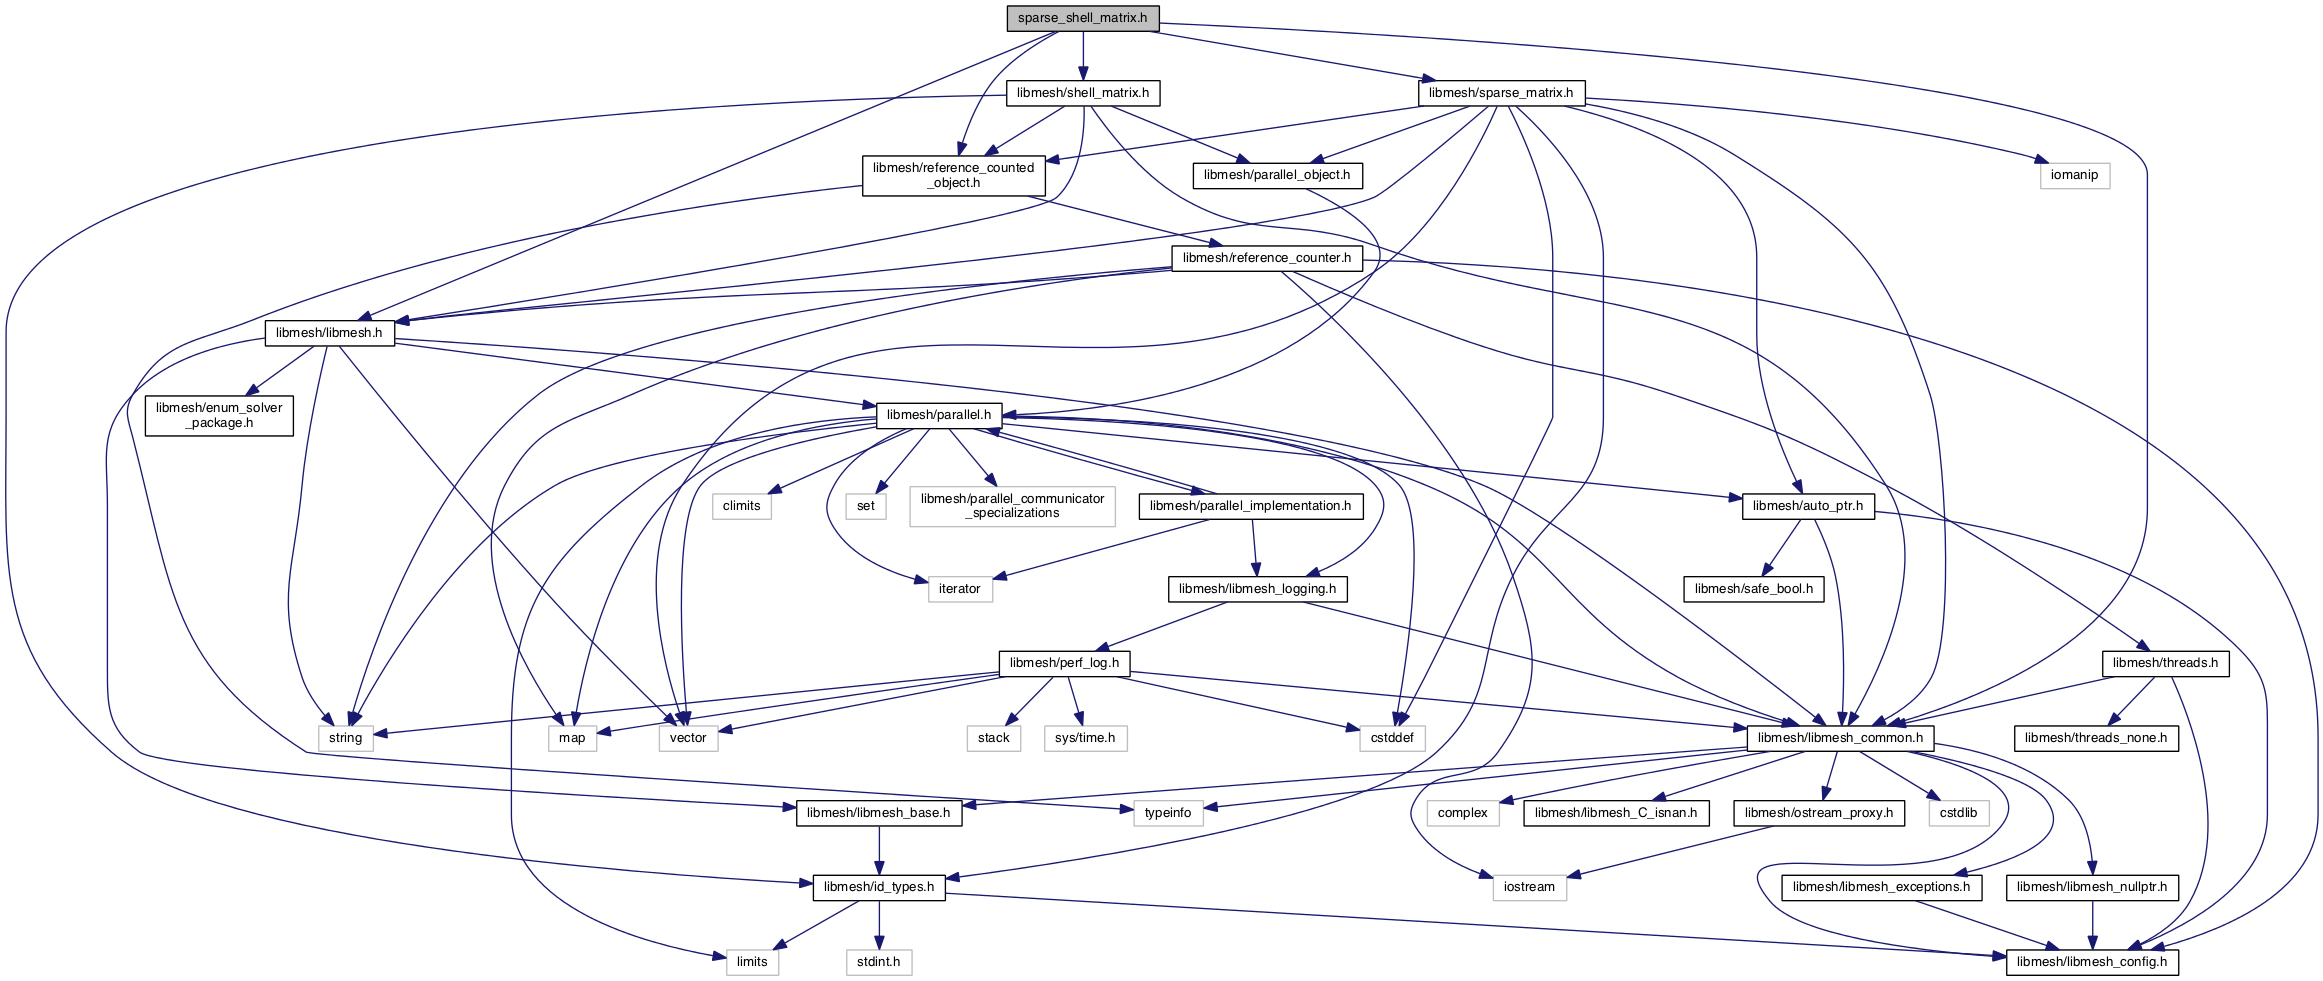 sparse_shell_matrix.h
libmesh/shell_matrix.h
libmesh/sparse_matrix.h
libmesh/reference_counted
_object.h
libmesh/parallel_object.h
iomanip
libmesh/reference_counter.h
libmesh/libmesh.h
libmesh/enum_solver
_package.h
libmesh/parallel.h
climits
set
libmesh/parallel_communicator
_specializations
libmesh/parallel_implementation.h
libmesh/auto_ptr.h
iterator
libmesh/libmesh_logging.h
libmesh/safe_bool.h
libmesh/perf_log.h
libmesh/threads.h
string
map
vector
stack
sys/time.h
cstddef
libmesh/libmesh_common.h
libmesh/threads_none.h
libmesh/libmesh_base.h
typeinfo
complex
libmesh/libmesh_C_isnan.h
libmesh/ostream_proxy.h
cstdlib
libmesh/id_types.h
iostream
libmesh/libmesh_exceptions.h
libmesh/libmesh_nullptr.h
limits
stdint.h
libmesh/libmesh_config.h